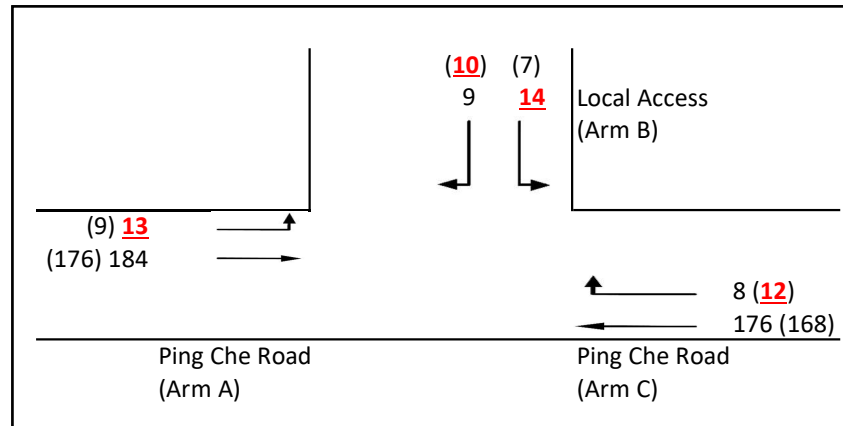 (10) (7)
9 14 Local Access
(Arm B)
(9) 13
(176) 184
8 (12)
176 (168)
Ping Che Road Ping Che Road
(Arm A) (Arm C)